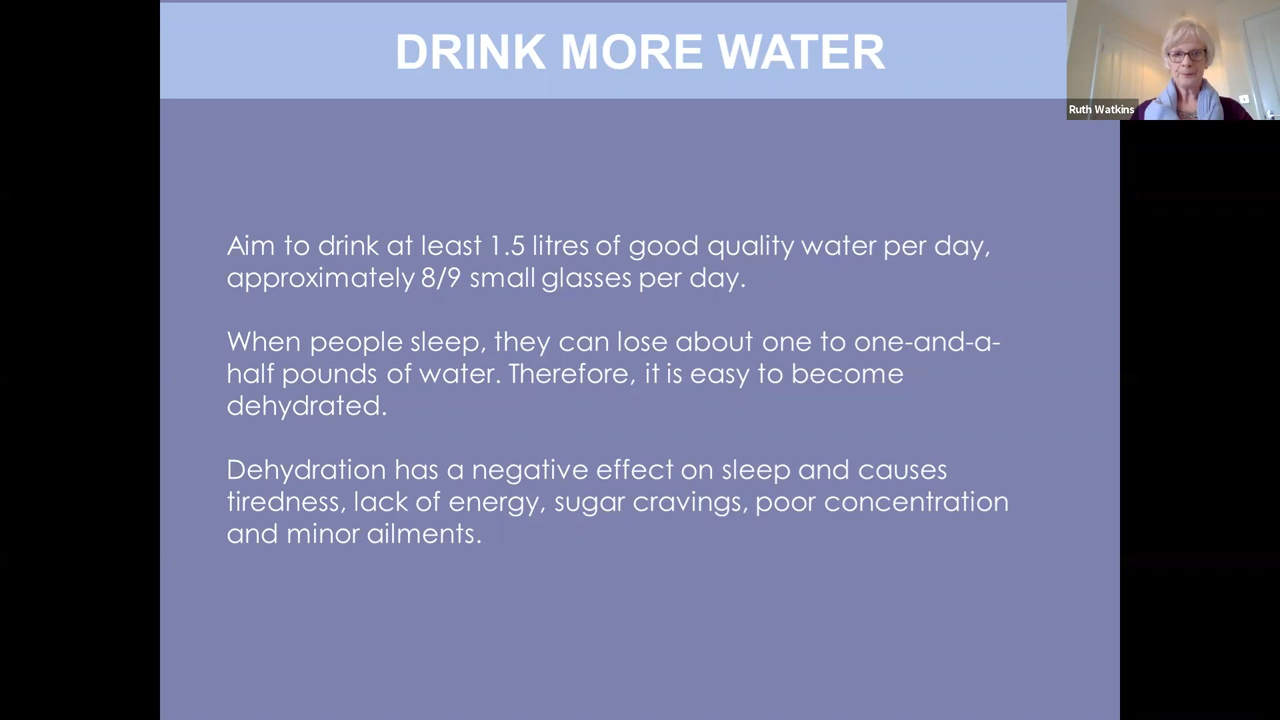 DRINK MORE WATER
Ruth Watkins
Aim to drink at least 1.5 litres of good quality water per day,
approximately 8/9 small glasses per day.
When people sleep, they can lose about one to one-and-a-
half pounds of water. Therefore, it is easy to become
dehydrated.
Dehydration has a negative effect on sleep and causes
tiredness, lack of energy, sugar cravings, poor concentration
and minor ailments.